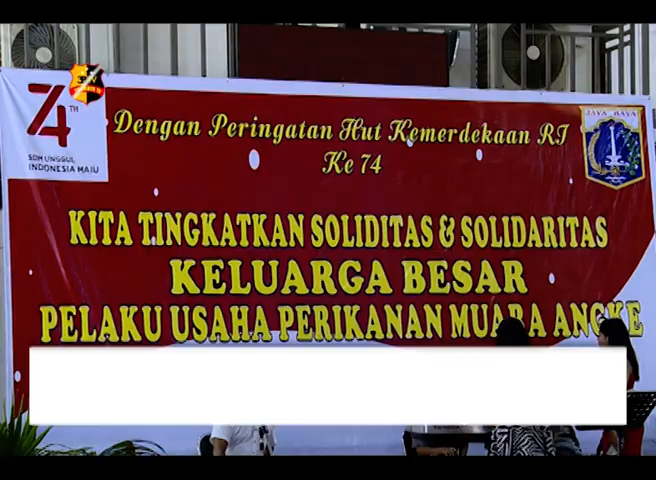 74TH
SDM UNGGUL
INDONESIA MAJU
JAYA RAYA
Dengan Peringatan Hut Kemerdekaan RI
Ke 74
KITA TINGKATKAN SOLIDITAS & SOLIDARITAS
KELUARGA BESAR
PELAKU USAHA PERIKANAN MUARA ANGKE